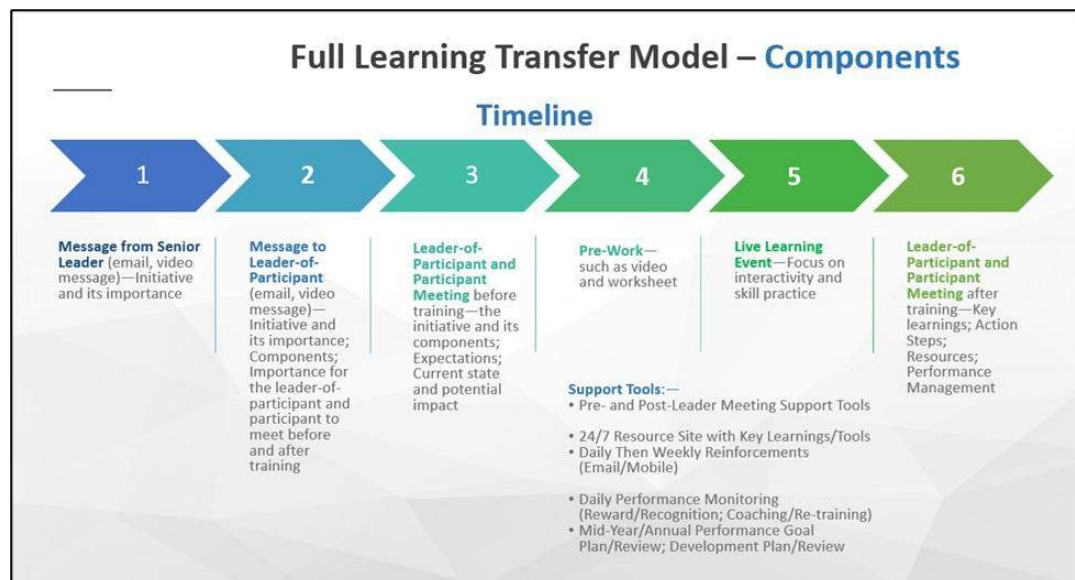 Full Learning Transfer Model – Components
Timeline
1
2
3
4
5
6
Message from Senior
Leader (email, video
message)—Initiative
and its importance
Message to
Leader-of-
Participant
(email, video
message)—
Initiative and
its importance;
Components;
Importance for
the leader-of-
participant and
participant to
meet before
and after
training
Leader-of-
Participant and
Participant
Meeting before
training—the
initiative and its
components;
Expectations;
Current state
and potential
impact
Pre-Work—
such as video
and worksheet
Live Learning
Event—Focus on
interactivity and
skill practice
Leader-of-
Participant and
Participant
Meeting after
training—Key
learnings; Action
Steps;
Resources;
Performance
Management
Support Tools:—
• Pre- and Post-Leader Meeting Support Tools
• 24/7 Resource Site with Key Learnings/Tools
• Daily Then Weekly Reinforcements
(Email/Mobile)
• Daily Performance Monitoring
(Reward/Recognition; Coaching/Re-training)
• Mid-Year/Annual Performance Goal
Plan/Review; Development Plan/Review